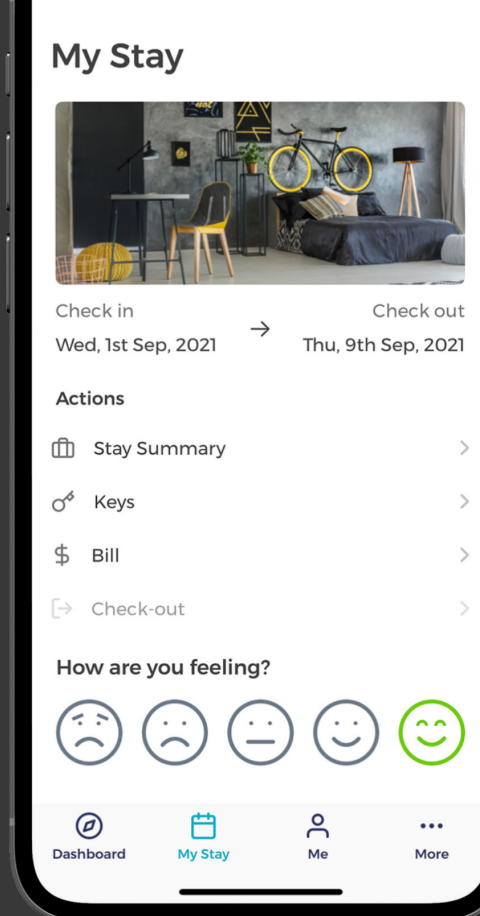 My Stay
Check in
Check out
Wed, 1st Sep, 2021
Thu, 9th Sep, 2021
Actions
Stay Summary
Keys
$ Bill
Check-out
How are you feeling?
Dashboard
My Stay
Me
More